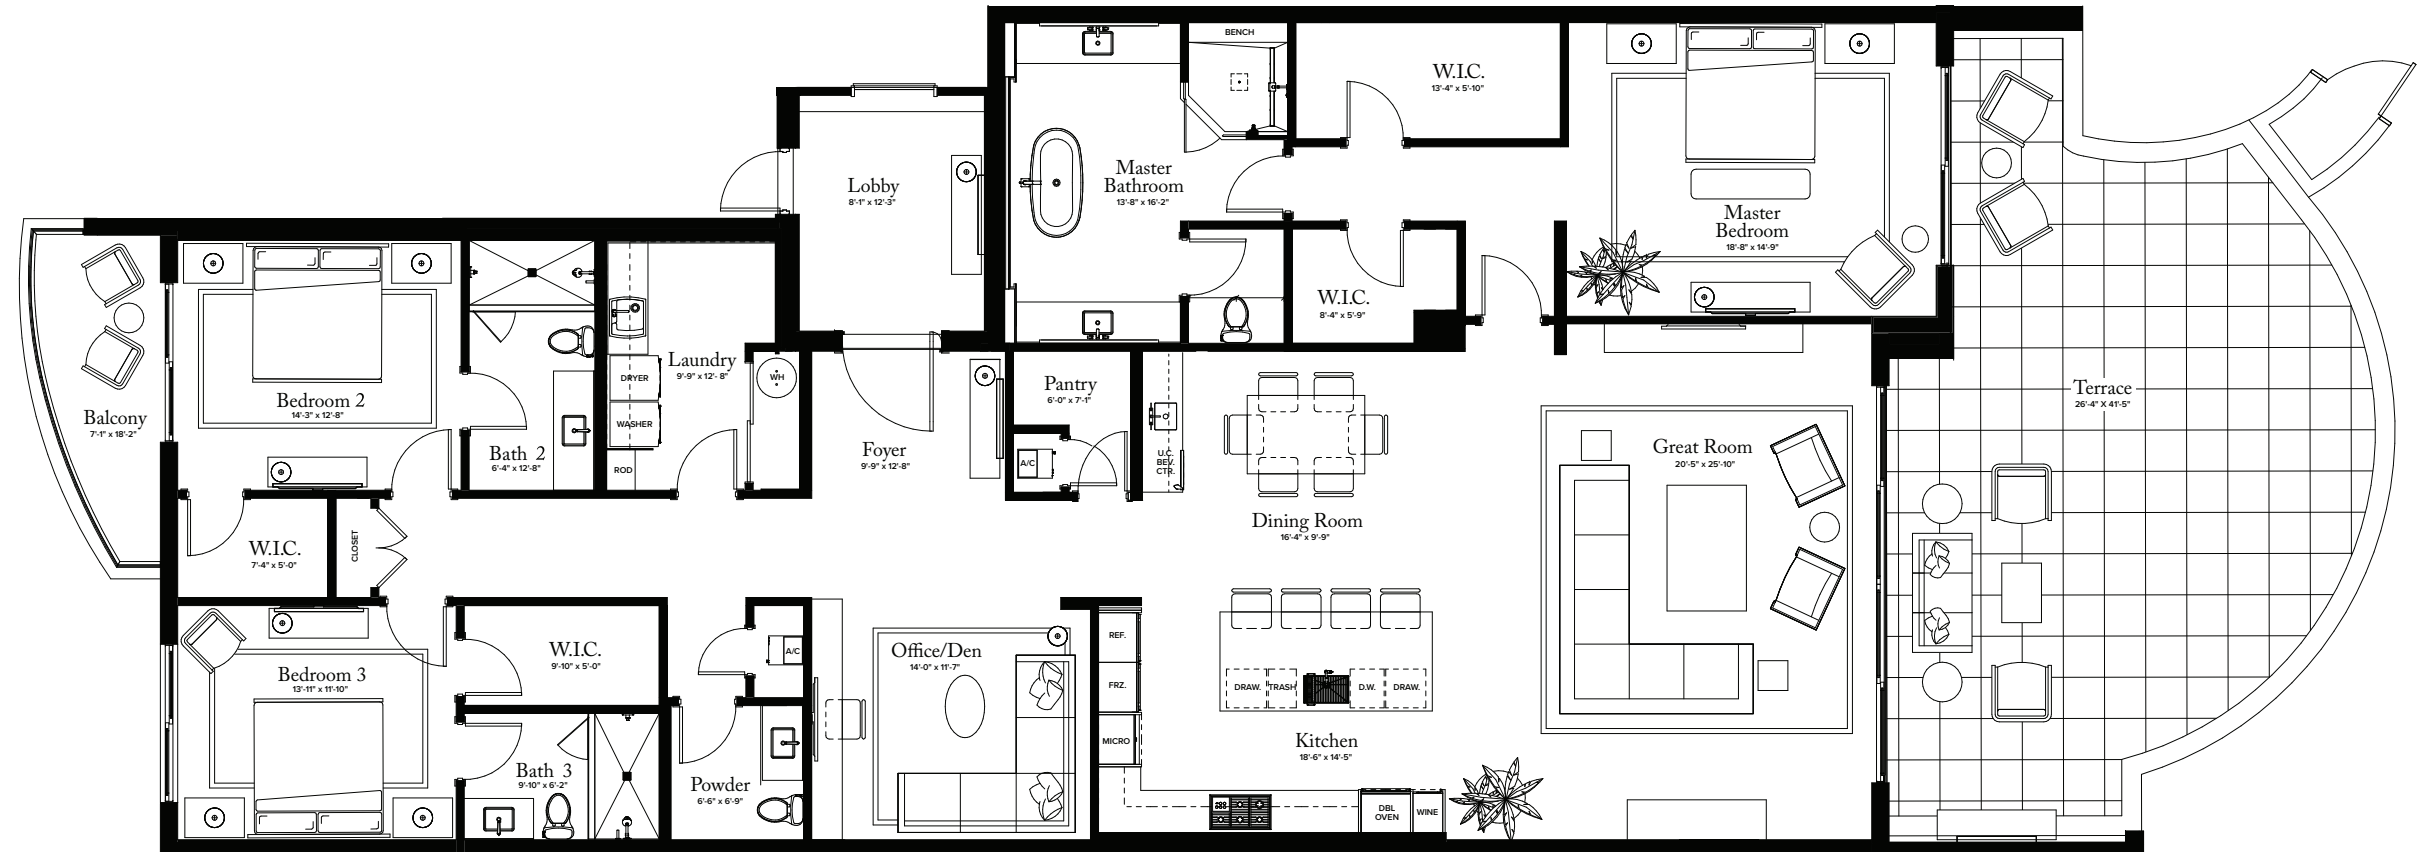 BENCH
W.I.C.
13'-4" x 5'-10"
Master
Bathroom
13'-8" x 16'-2"
Lobby
8'-1" x 12'-3"
Master
Bedroom
18'-8" x 14'-9"
W.I.C.
8'-4" x 5'-9"
Balcony
7'-1" x 18'-2"
Bedroom 2
14'-3" x 12'-8"
Bath 2
6'-4" x 12'-8"
Laundry
9'-9" x 12'- 8"
DRYER
WASHER
ROD
WH
Foyer
9'-9" x 12'-8"
Pantry
6'-0" x 7'-1"
A/C
U.C.
BEV.
CTR.
Dining Room
16'-4" x 9'-9"
Great Room
20'-5" x 25'-10"
Terrace
26'-4" X 41'-5"
W.I.C.
7'-4" x 5'-0"
CLOSET
Bedroom 3
13'-11" x 11'-10"
W.I.C.
9'-10" x 5'-0"
A/C
Office/Den
14'-0" x 11'-7"
REF.
FRZ.
MICRO
DRAW.
TRASH
D.W.
DRAW.
Kitchen
18'-6" x 14'-5"
Bath 3
9'-10" x 6'-2"
Powder
6'-6" x 6'-9"
DBL
OVEN
WINE